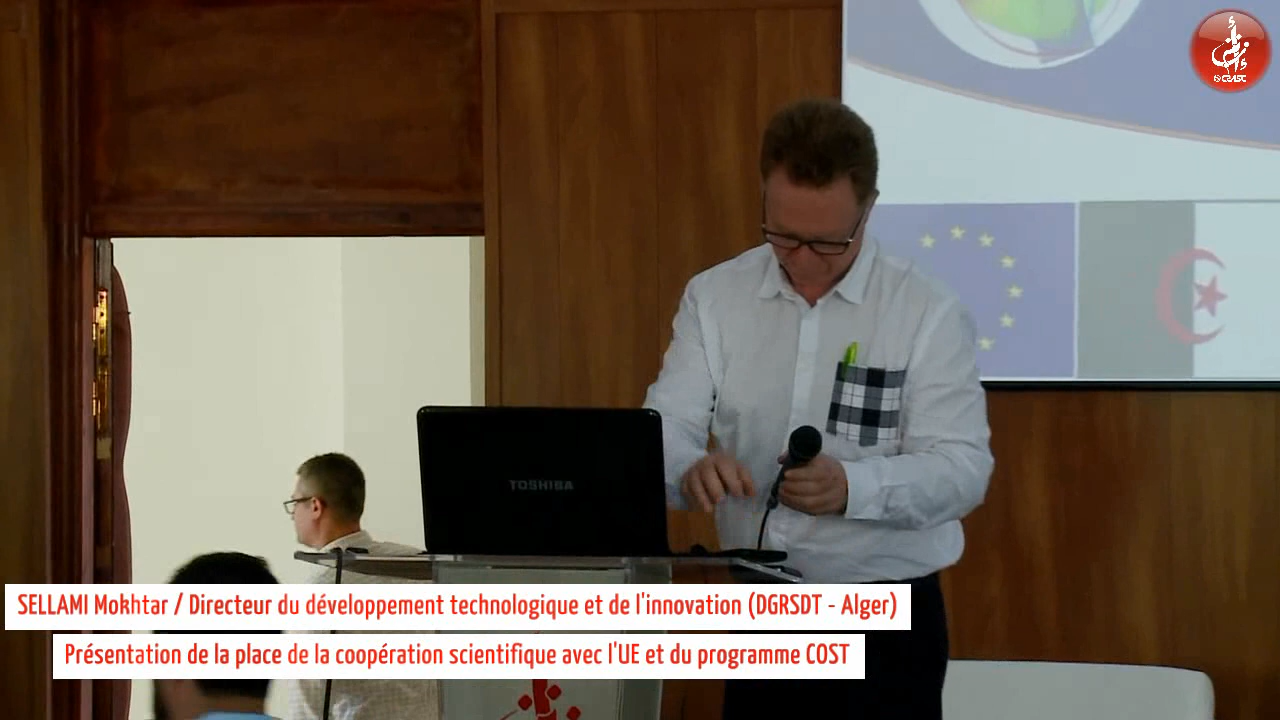 CRASC
TOSHIBA
SELLAMI Mokhtar / Directeur du développement technologique et de l'innovation (DGRSDT - Alger)
Présentation de la place de la coopération scientifique avec l'UE et du programme COST